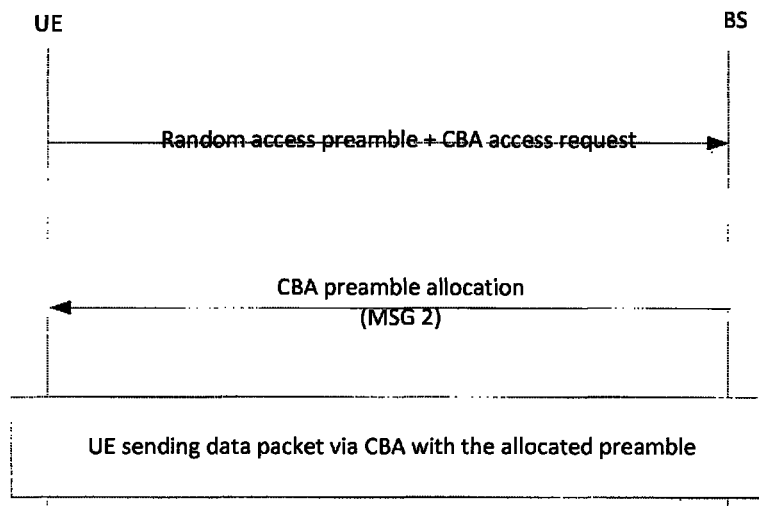 UE
BS
Random access preamble + CBA access request
CBA preamble allocation
(MSG 2)
UE sending data packet via CBA with the allocated preamble